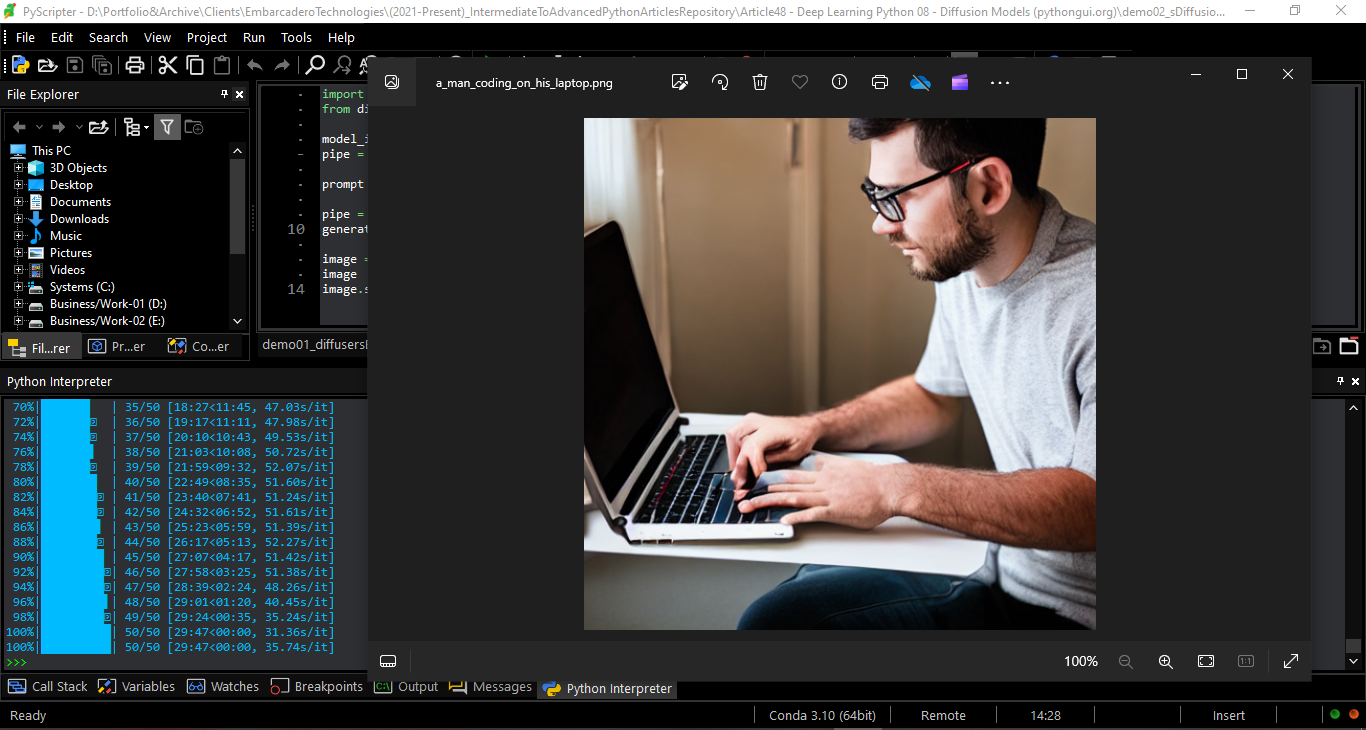 PyScripter - D:\Portfolio&Archive\Clients\EmbarcaderoTechnologies\(2021-Present)_IntermediateToAdvancedPythonArticlesRepository\Article48 - Deep Learning Python 08 - Diffusion Models (pythongui.org)\demo02_sDiffusio...
File Edit Search View Project Run Tools Help
File Explorer
This PC
3D Objects
Desktop
Documents
Downloads
Music
Pictures
Videos
Systems (C:)
Business/Work-01 (D:)
Business/Work-02 (E:)
Fil...rer Pr...er Co...er
import
from di
model_i
pipe =
prompt
pipe =
10 generat
image =
image
14 image.s
demo01_diffusers
a_man_coding_on_his_laptop.png
100%
1:1
Python Interpreter
70%| | 35/50 [18:27<11:45, 47.03s/it]
72%| | 36/50 [19:17<11:11, 47.98s/it]
74%| | 37/50 [20:10<10:43, 49.53s/it]
76%| | 38/50 [21:03<10:08, 50.72s/it]
78%| | 39/50 [21:59<09:32, 52.07s/it]
80%| | 40/50 [22:49<08:35, 51.60s/it]
82%| | 41/50 [23:40<07:41, 51.24s/it]
84%| | 42/50 [24:32<06:52, 51.61s/it]
86%| | 43/50 [25:23<05:59, 51.39s/it]
88%| | 44/50 [26:17<05:13, 52.27s/it]
90%| | 45/50 [27:07<04:17, 51.42s/it]
92%| | 46/50 [27:58<03:25, 51.38s/it]
94%| | 47/50 [28:39<02:24, 48.26s/it]
96%| | 48/50 [29:01<01:20, 40.45s/it]
98%| | 49/50 [29:24<00:35, 35.24s/it]
100%| | 50/50 [29:47<00:00, 31.36s/it]
100%| | 50/50 [29:47<00:00, 35.74s/it]
>>>
Call Stack Variables Watches Breakpoints Output Messages Python Interpreter
Ready Conda 3.10 (64bit) Remote 14:28 Insert